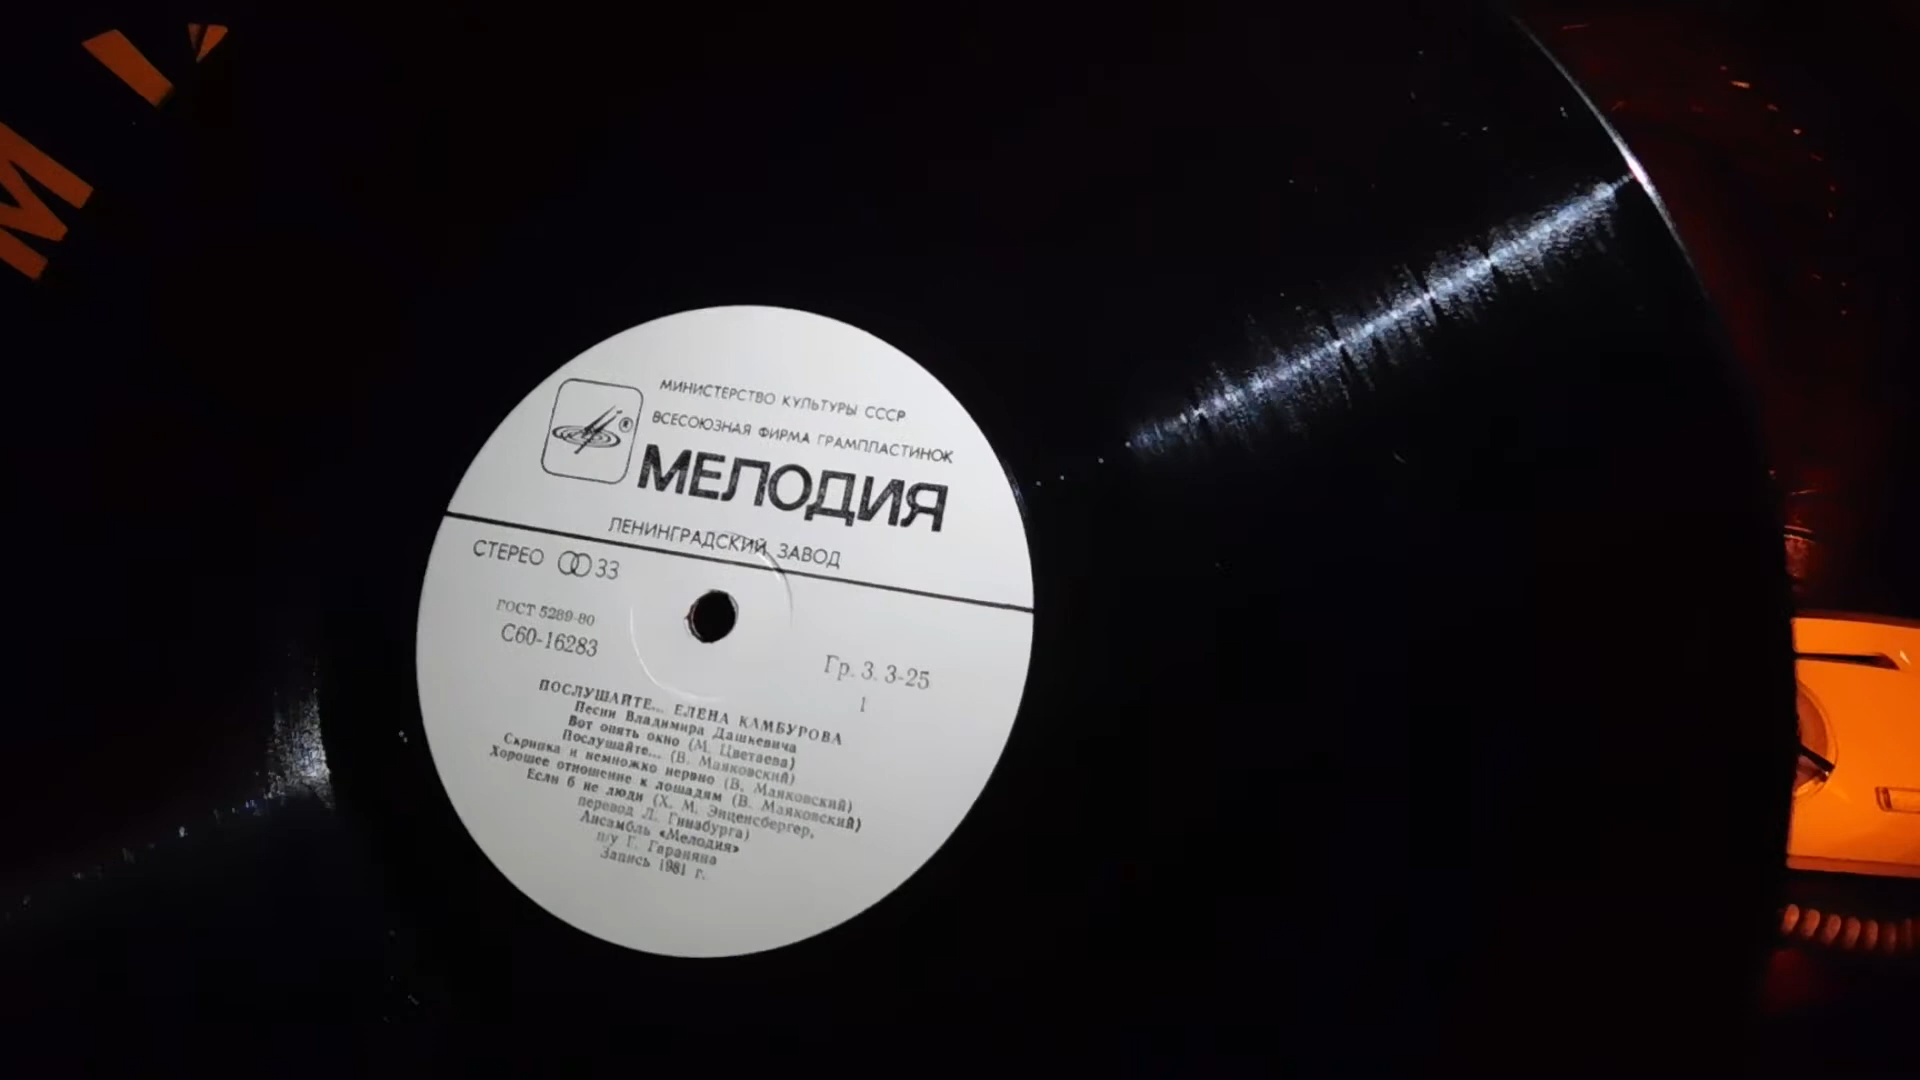 МИНИСТЕРСТВО КУЛЬТУРЫ СССР
ВСЕСОЮЗНАЯ ФИРМА ГРАМПЛАСТИНОК
®
МЕЛОДИЯ
ЛЕНИНГРАДСКИЙ ЗАВОД
СТЕРЕО 33
ГОСТ 5289-80
С60-16283
Гр. 3. 3-25
1
ПОСЛУШАЙТЕ... ЕЛЕНА КАМБУРОВА
Песни Владимира Дашкевича
Вот опять окно (М. Цветаева)
Послушайте... (В. Маяковский)
Скрипка и немножко нервно (В. Маяковский)
Хорошее отношение к лошадям (В. Маяковский)
Если б не люди (Х. М. Энценсбергер,
перевод Л. Гинзбурга)
Ансамбль «Мелодия»
п/у Г. Гараняна
Запись 1981 г.